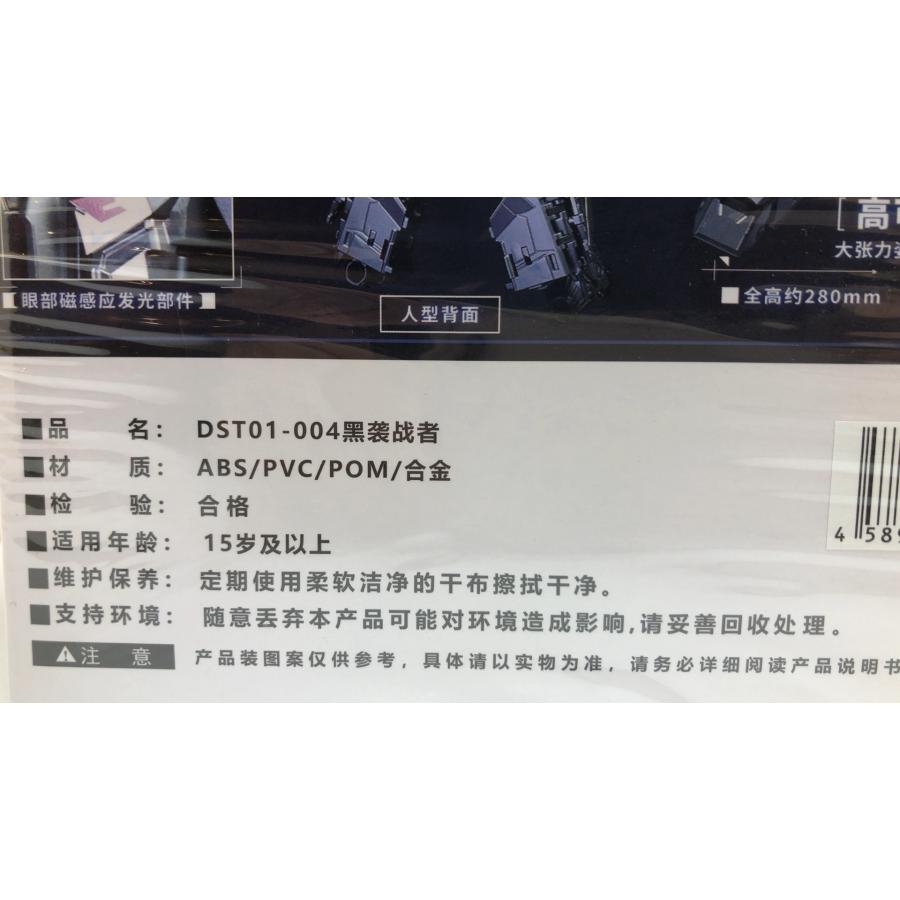 [ 高
大张力
【眼部磁感应发光部件】
人型背面
■全高约280mm
■品 名： DST01-004黑袭战者
■材 质： ABS/PVC/POM/合金
■检 验： 合格
■适用年龄： 15岁及以上
■维护保养： 定期使用柔软洁净的干布擦拭干净。
■支持环境： 随意丢弃本产品可能对环境造成影响,请妥善回收处理。
4 589
⚠注 意 产品装图案仅供参考，具体请以实物为准，请务必详细阅读产品说明书